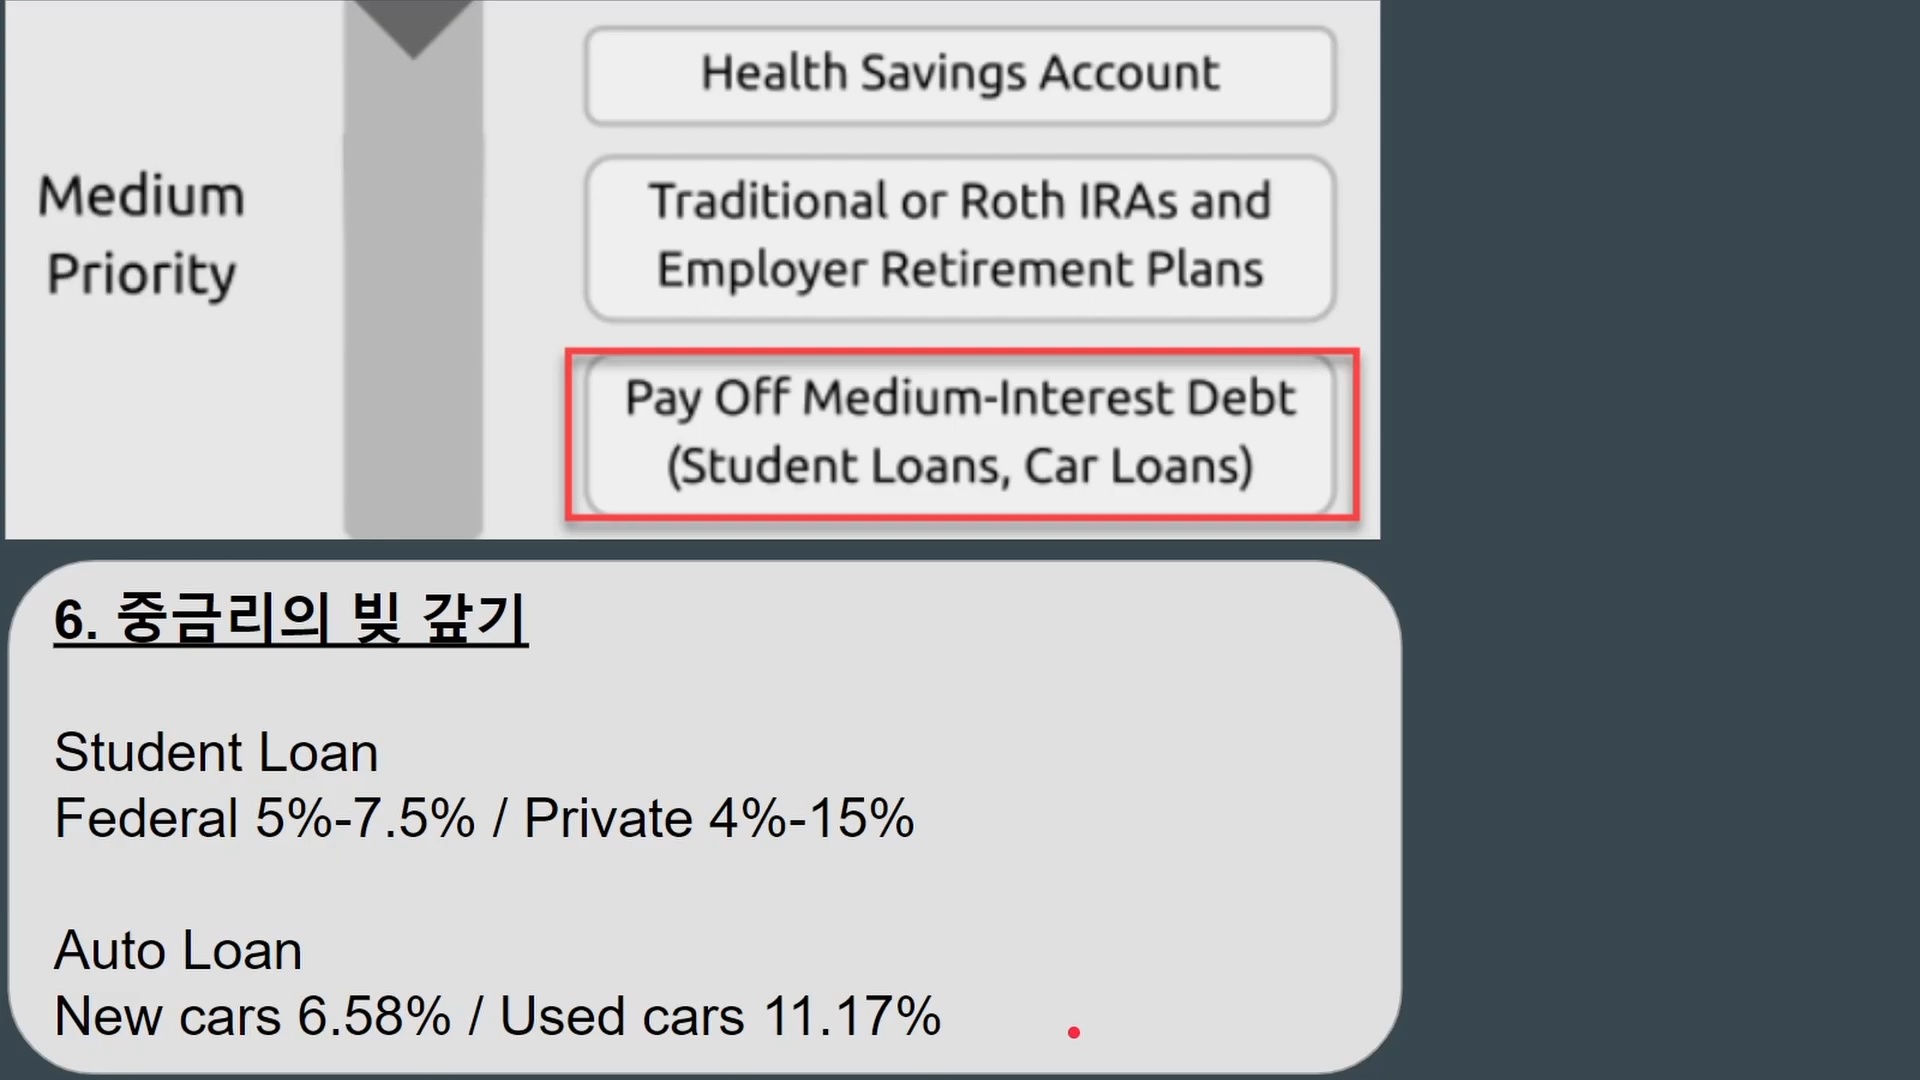 Medium
Priority
Health Savings Account
Traditional or Roth IRAs and
Employer Retirement Plans
Pay Off Medium-Interest Debt
(Student Loans, Car Loans)
6. 중금리의 빚 갚기
Student Loan
Federal 5%-7.5% / Private 4%-15%
Auto Loan
New cars 6.58% / Used cars 11.17%